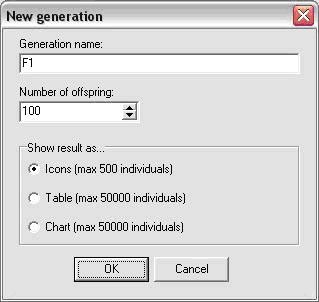 New generation
Generation name:
F1
Number of offspring:
100
Show result as...
Icons (max 500 individuals)
Table (max 50000 individuals)
Chart (max 50000 individuals)
OK Cancel